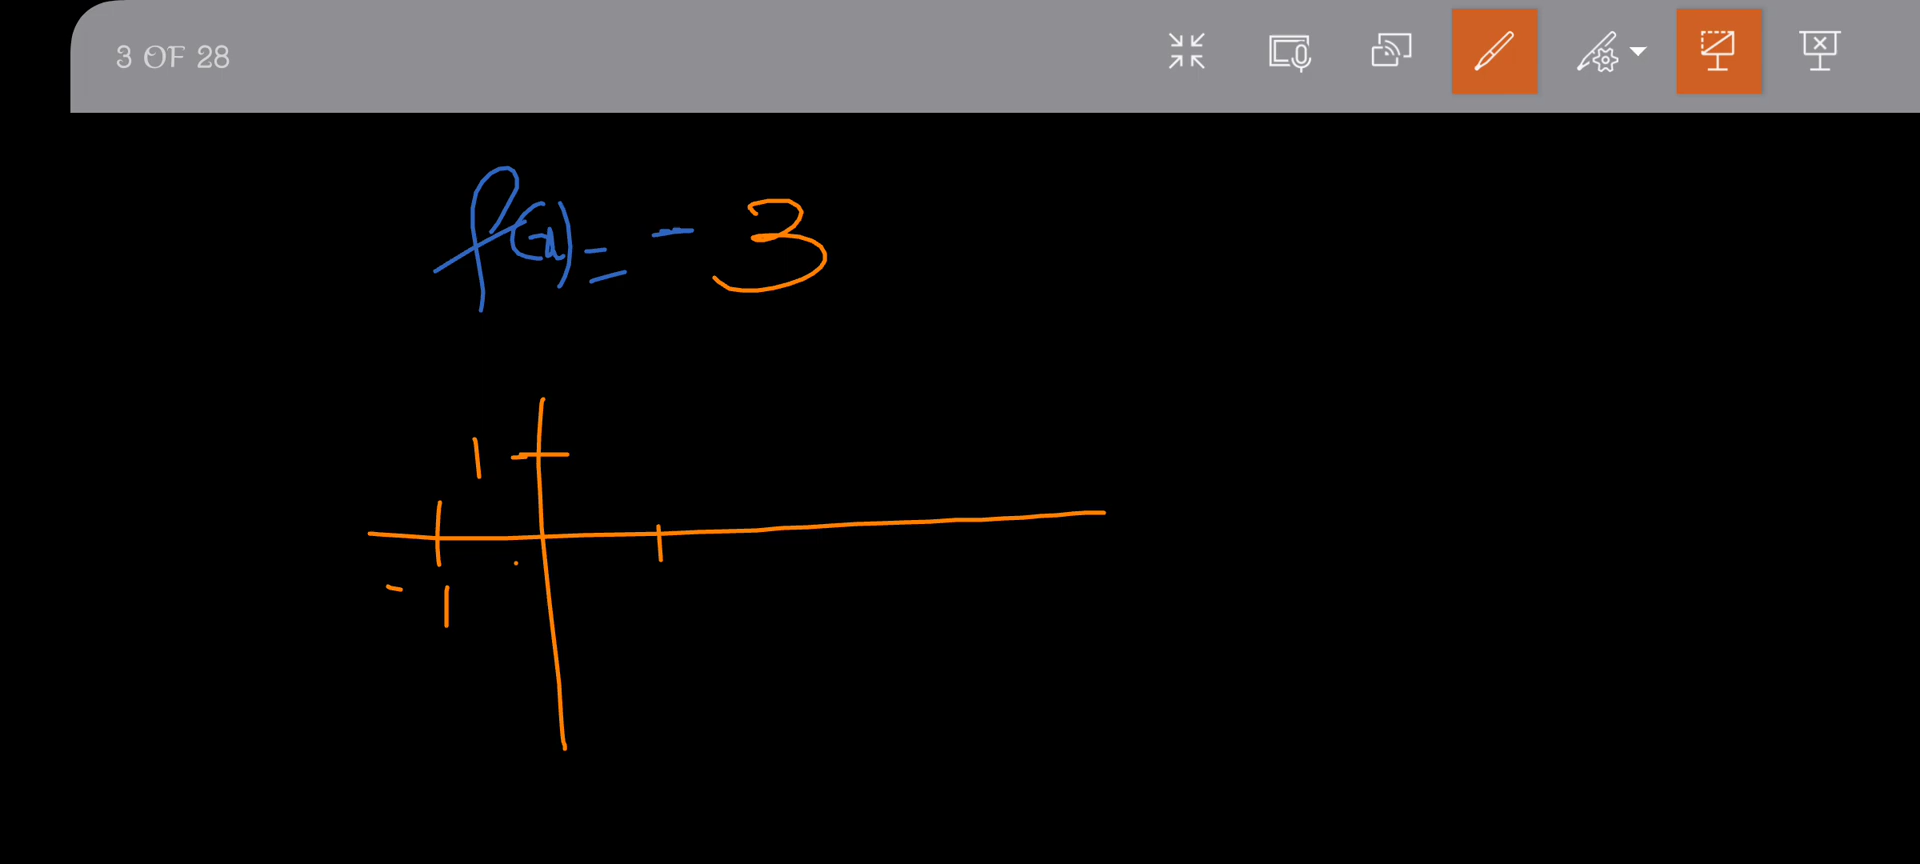 3 OF 28
f(x) = - 3
1
- 1